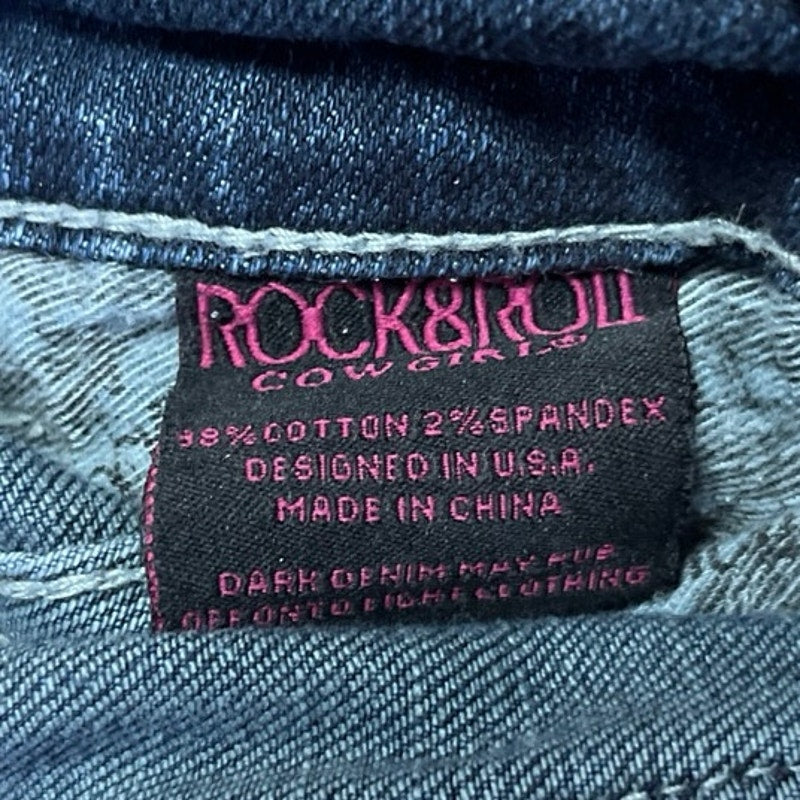 ROCK&ROLL
COWGIRLS
98% COTTON 2% SPANDEX
DESIGNED IN U.S.A.
MADE IN CHINA
DARK DENIM MAY RUB
OFF ONTO LIGHT CLOTHING